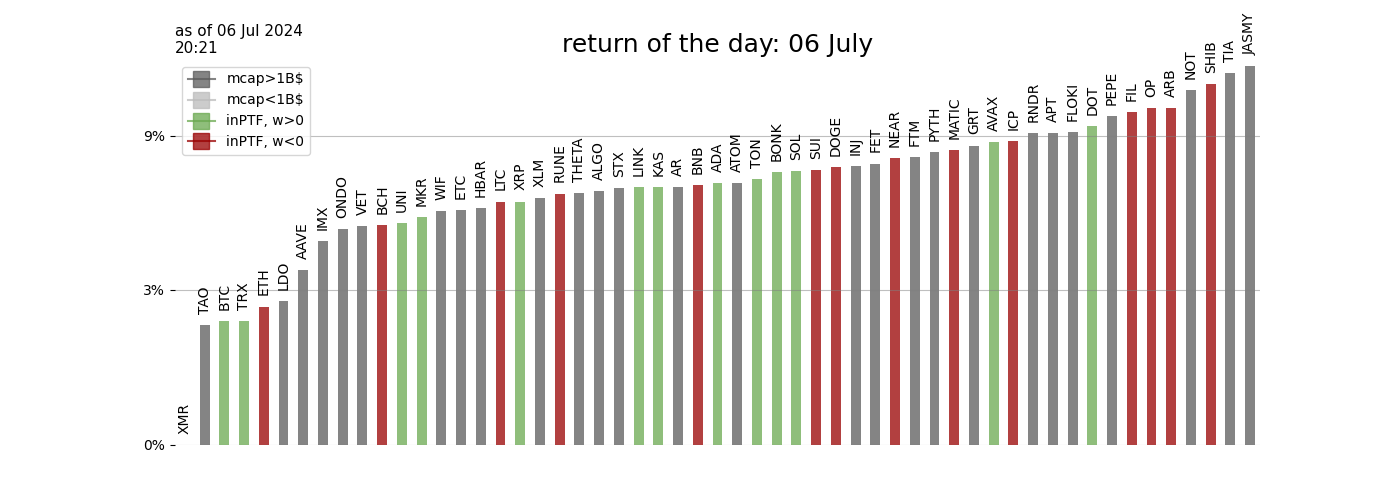 as of 06 Jul 2024
20:21
return of the day: 06 July
mcap>1B$
mcap<1B$
inPTF, w>0
inPTF, w<0
9%
3%
0%
XMR
TAO
BTC
TRX
ETH
LDO
AAVE
IMX
ONDO
VET
BCH
UNI
MKR
WIF
ETC
HBAR
LTC
XRP
XLM
RUNE
THETA
ALGO
STX
LINK
KAS
AR
BNB
ADA
ATOM
TON
BONK
SOL
SUI
DOGE
INJ
FET
NEAR
FTM
PYTH
MATIC
GRT
AVAX
ICP
RNDR
APT
FLOKI
DOT
PEPE
FIL
OP
ARB
NOT
SHIB
TIA
JASMY